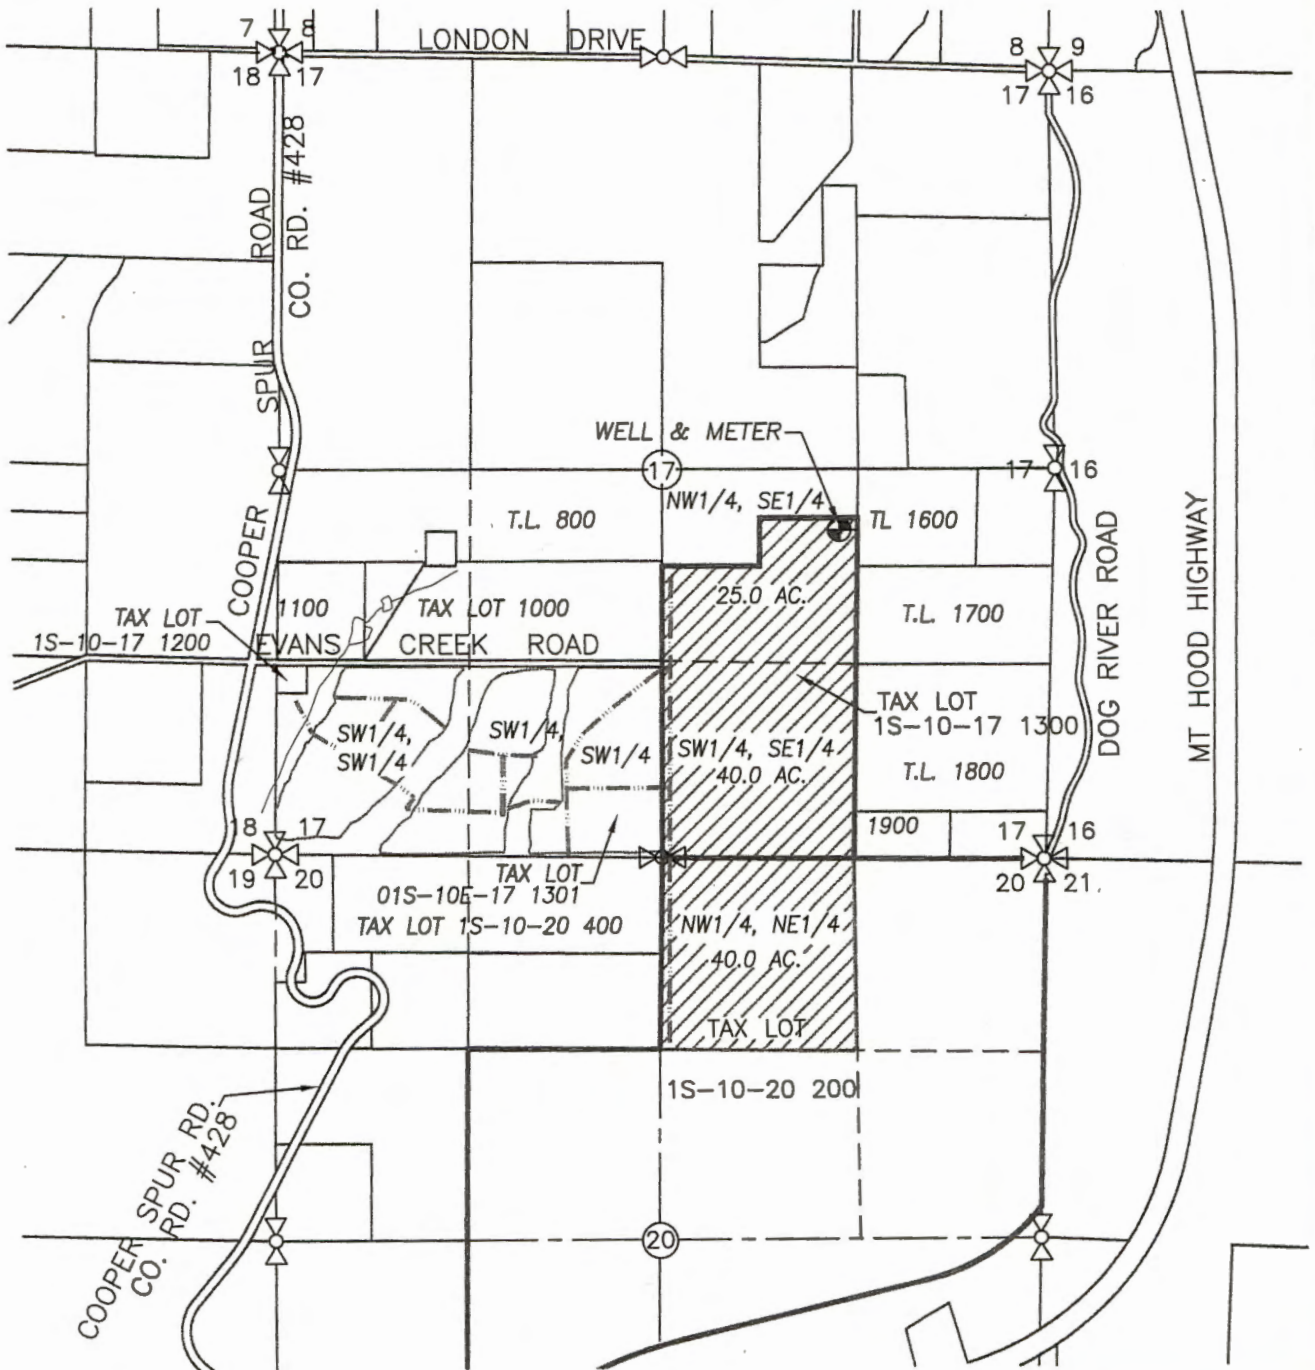 7 8
LONDON DRIVE
8 9
18 17
17 16
ROAD
CO. RD. #428
SPUR
COOPER
WELL & METER
17
17 16
NW1/4, SE1/4
T.L. 800
TL 1600
MT HOOD HIGHWAY
DOG RIVER ROAD
25.0 AC.
TAX LOT
1S-10-17 1200
1100
TAX LOT 1000
T.L. 1700
EVANS CREEK ROAD
TAX LOT
1S-10-17 1300
SW1/4,
SW1/4
SW1/4,
SW1/4
SW1/4, SE1/4
40.0 AC.
T.L. 1800
1900
18 17
17 16
19 20
20 21
TAX LOT
01S-10E-17 1301
TAX LOT 1S-10-20 400
NW1/4, NE1/4
40.0 AC.
TAX LOT
1S-10-20 200
COOPER SPUR RD.
CO. RD. #428
20